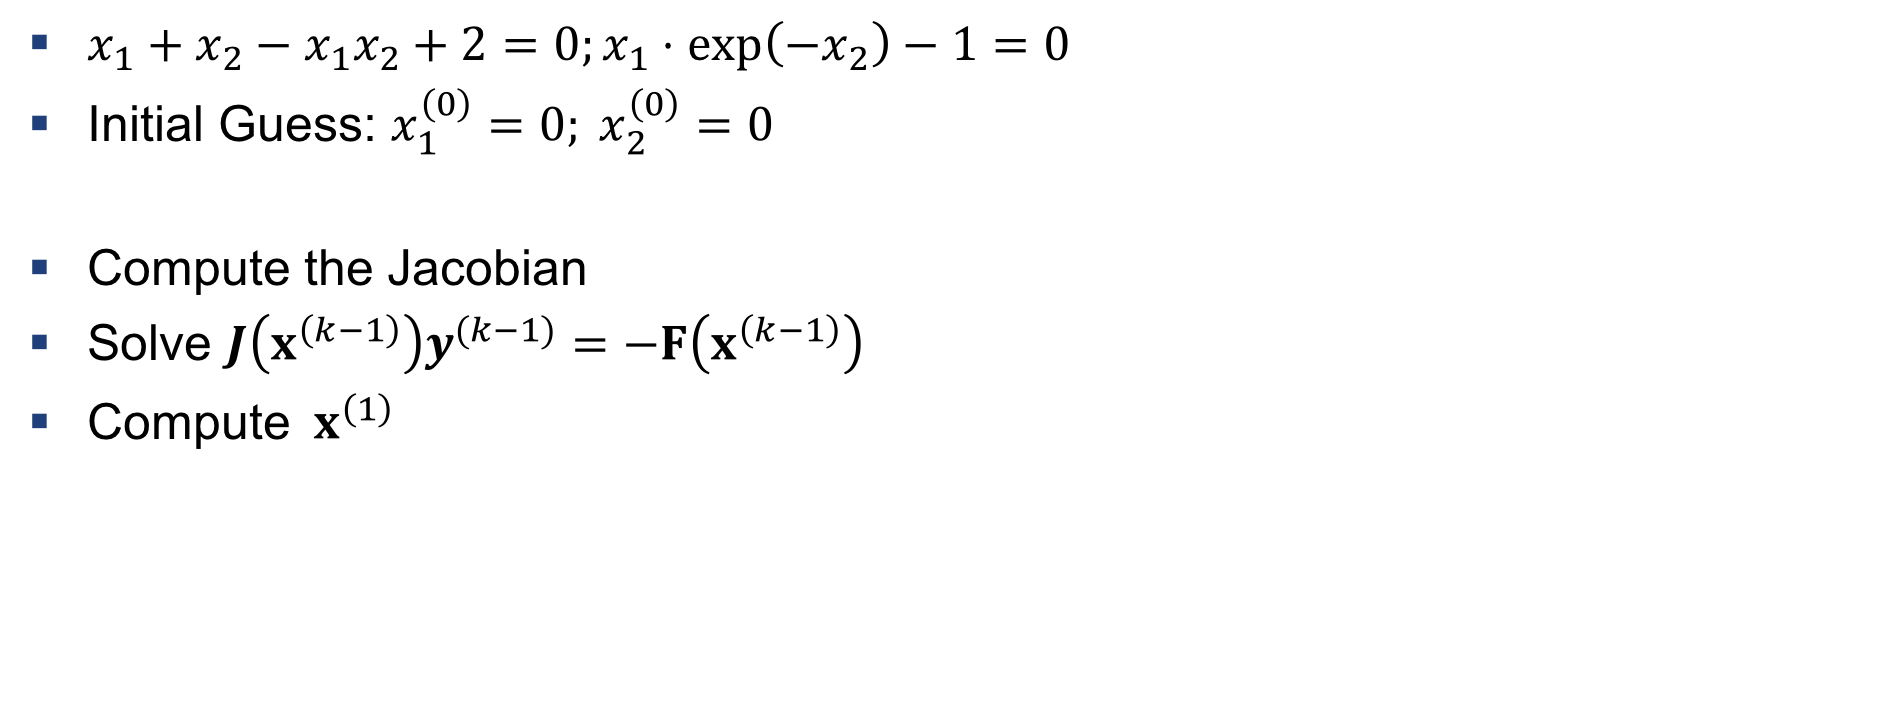 ▪ x₁ + x₂ − x₁x₂ + 2 = 0; x₁ · exp(−x₂) − 1 = 0
▪ Initial Guess: x₁⁽⁰⁾ = 0; x₂⁽⁰⁾ = 0
▪ Compute the Jacobian
▪ Solve J(x⁽ᵏ⁻¹⁾)y⁽ᵏ⁻¹⁾ = −F(x⁽ᵏ⁻¹⁾)
▪ Compute x⁽¹⁾